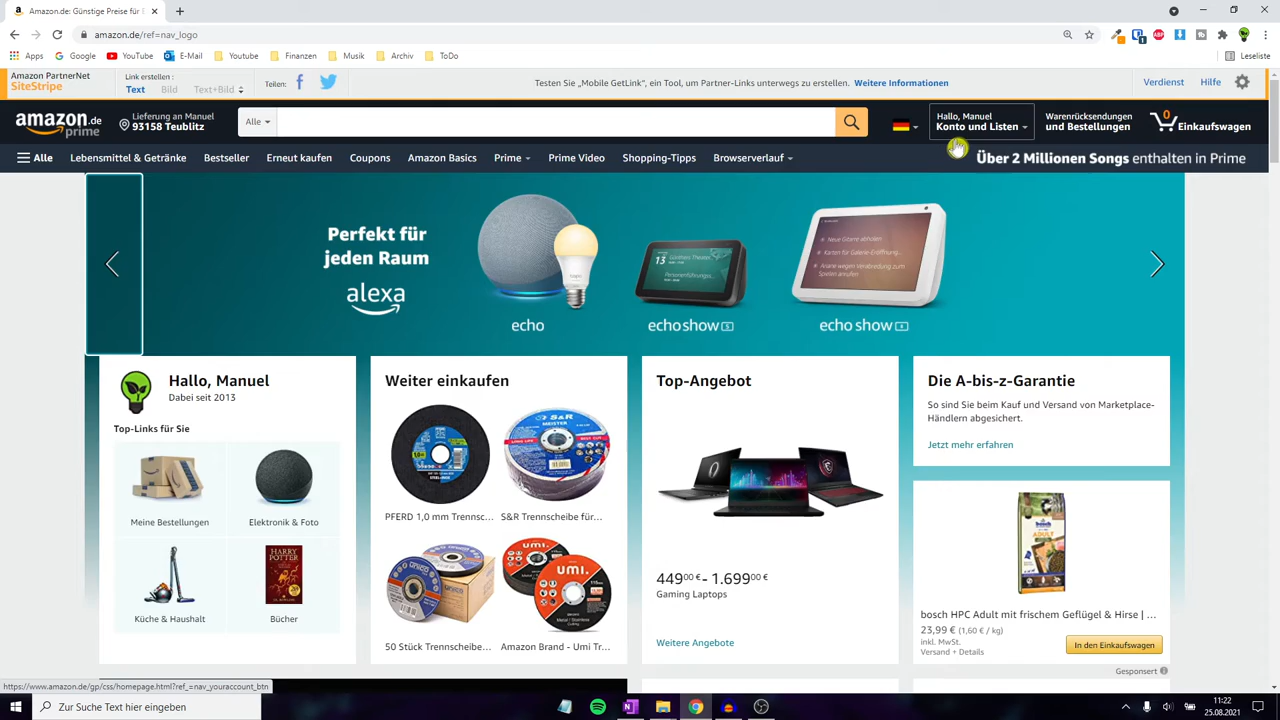 Amazon.de: Günstige Preise für E
amazon.de/ref=nav_logo
Apps
Google
YouTube
E-Mail
Youtube
Finanzen
Musik
Archiv
ToDo
Leseliste
Amazon PartnerNet
SiteStripe
Link erstellen :
Text
Bild
Text+Bild
Teilen:
Testen Sie „Mobile GetLink“, ein Tool, um Partner-Links unterwegs zu erstellen. Weitere Informationen
Verdienst
Hilfe
amazon.de
prime
Lieferung an Manuel
93158 Teublitz
Alle
Hallo, Manuel
Konto und Listen
Warenrücksendungen
und Bestellungen
0
Einkaufswagen
Alle
Lebensmittel & Getränke
Bestseller
Erneut kaufen
Coupons
Amazon Basics
Prime
Prime Video
Shopping-Tipps
Browserverlauf
Über 2 Millionen Songs enthalten in Prime
Perfekt für
jeden Raum
alexa
echo
echo show 5
echo show 8
Hallo, Manuel
Dabei seit 2013
Top-Links für Sie
Meine Bestellungen
Elektronik & Foto
Küche & Haushalt
HARRY
POTTER
Bücher
Weiter einkaufen
PFERD 1,0 mm Trennsc...
S&R Trennscheibe für...
50 Stück Trennscheibe...
Amazon Brand - Umi Tr...
Top-Angebot
449,00 € - 1.699,00 €
Gaming Laptops
Weitere Angebote
Die A-bis-z-Garantie
So sind Sie beim Kauf und Versand von Marketplace-
Händlern abgesichert.
Jetzt mehr erfahren
bosch HPC Adult mit frischem Geflügel & Hirse | ...
23,99 € (1,60 € / kg)
inkl. MwSt.
Versand + Details
In den Einkaufswagen
Gesponsert
https://www.amazon.de/gp/css/homepage.html?ref_=nav_youraccount_btn
Zur Suche Text hier eingeben
11:22
25.08.2021